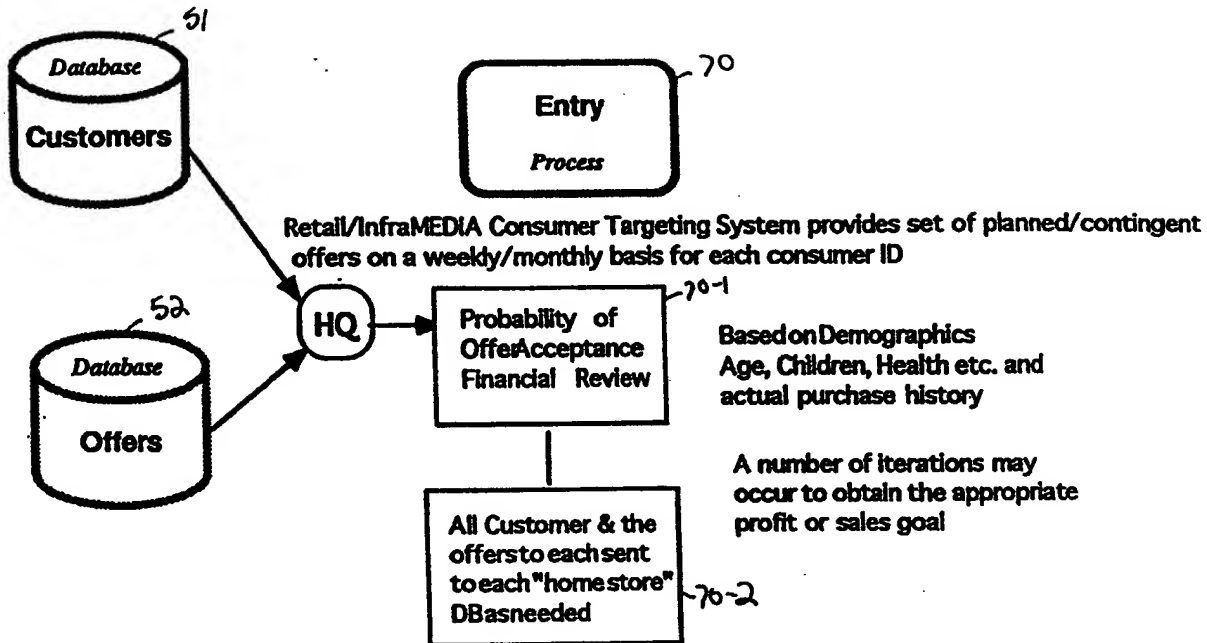 51
Database
Customers
70
Entry
Process
Retail/InfraMEDIA Consumer Targeting System provides set of planned/contingent
offers on a weekly/monthly basis for each consumer ID
52
Database
Offers
HQ
70-1
Probability of
OfferAcceptance
Financial Review
BasedonDemographics
Age, Children, Health etc. and
actual purchase history
A number of iterrations may
occur to obtain the appropriate
profit or sales goal
All Customer & the
offerstoeachsent
toeach"homestore"
DBasneeded
70-2